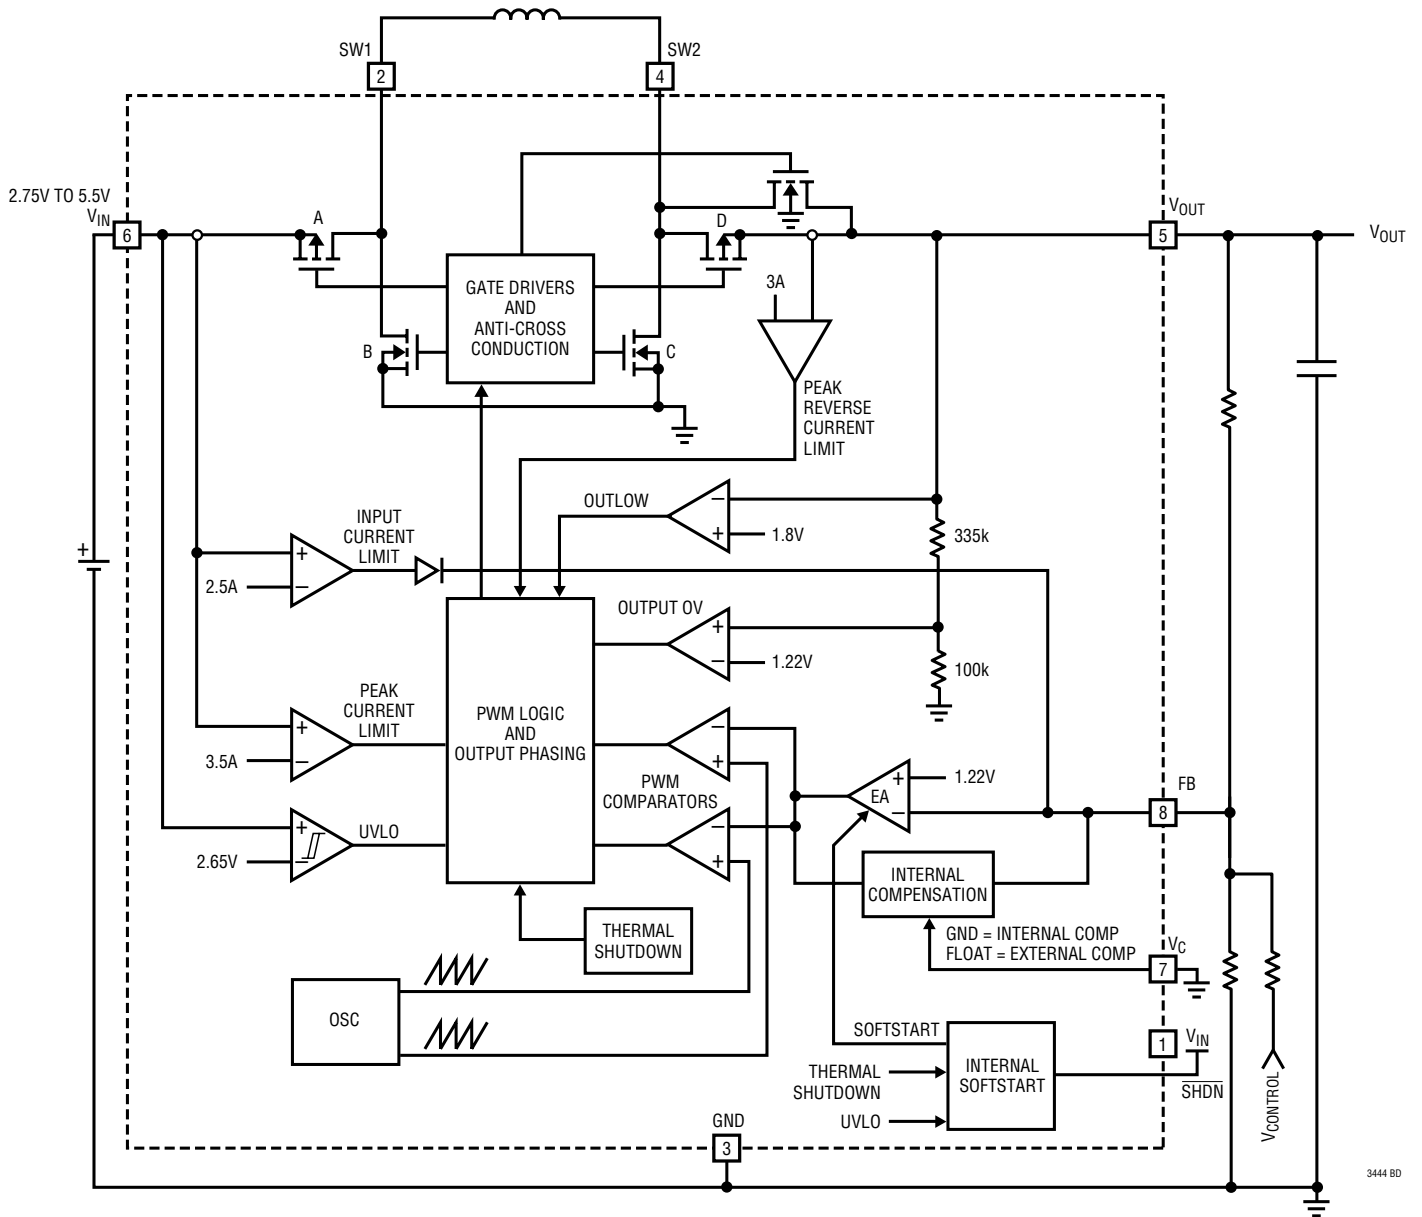 SW1
SW2
2
4
2.75V TO 5.5V
VIN
6
A
D
VOUT
5
VOUT
GATE DRIVERS
AND
ANTI-CROSS
CONDUCTION
3A
B
C
PEAK
REVERSE
CURRENT
LIMIT
OUTLOW
−
+
1.8V
335k
INPUT
CURRENT
LIMIT
+
−
2.5A
+
OUTPUT OV
+
−
1.22V
100k
PEAK
CURRENT
LIMIT
+
−
3.5A
PWM LOGIC
AND
OUTPUT PHASING
−
+
PWM
COMPARATORS
−
+
EA
+
−
1.22V
FB
8
UVLO
+
−
2.65V
INTERNAL
COMPENSATION
THERMAL
SHUTDOWN
GND = INTERNAL COMP
FLOAT = EXTERNAL COMP
VC
7
OSC
SOFTSTART
INTERNAL
SOFTSTART
THERMAL
SHUTDOWN
UVLO
1
VIN
SHDN
VCONTROL
GND
3
3444 BD